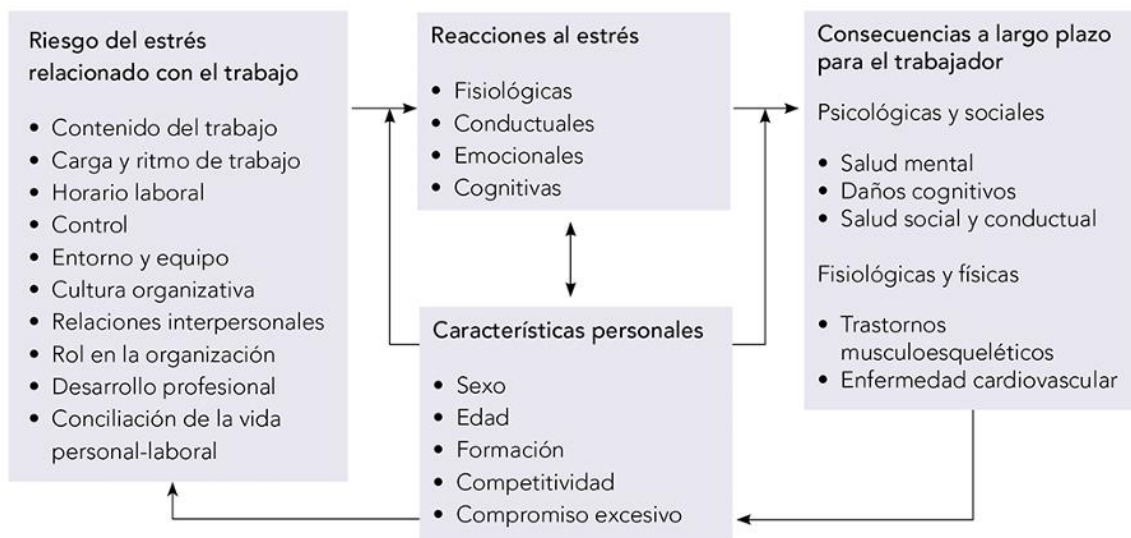 Riesgo del estrés
relacionado con el trabajo
• Contenido del trabajo
• Carga y ritmo de trabajo
• Horario laboral
• Control
• Entorno y equipo
• Cultura organizativa
• Relaciones interpersonales
• Rol en la organización
• Desarrollo profesional
• Conciliación de la vida
personal-laboral
Reacciones al estrés
• Fisiológicas
• Conductuales
• Emocionales
• Cognitivas
Características personales
• Sexo
• Edad
• Formación
• Competitividad
• Compromiso excesivo
Consecuencias a largo plazo
para el trabajador
Psicológicas y sociales
• Salud mental
• Daños cognitivos
• Salud social y conductual
Fisiológicas y físicas
• Trastornos
musculoesqueléticos
• Enfermedad cardiovascular